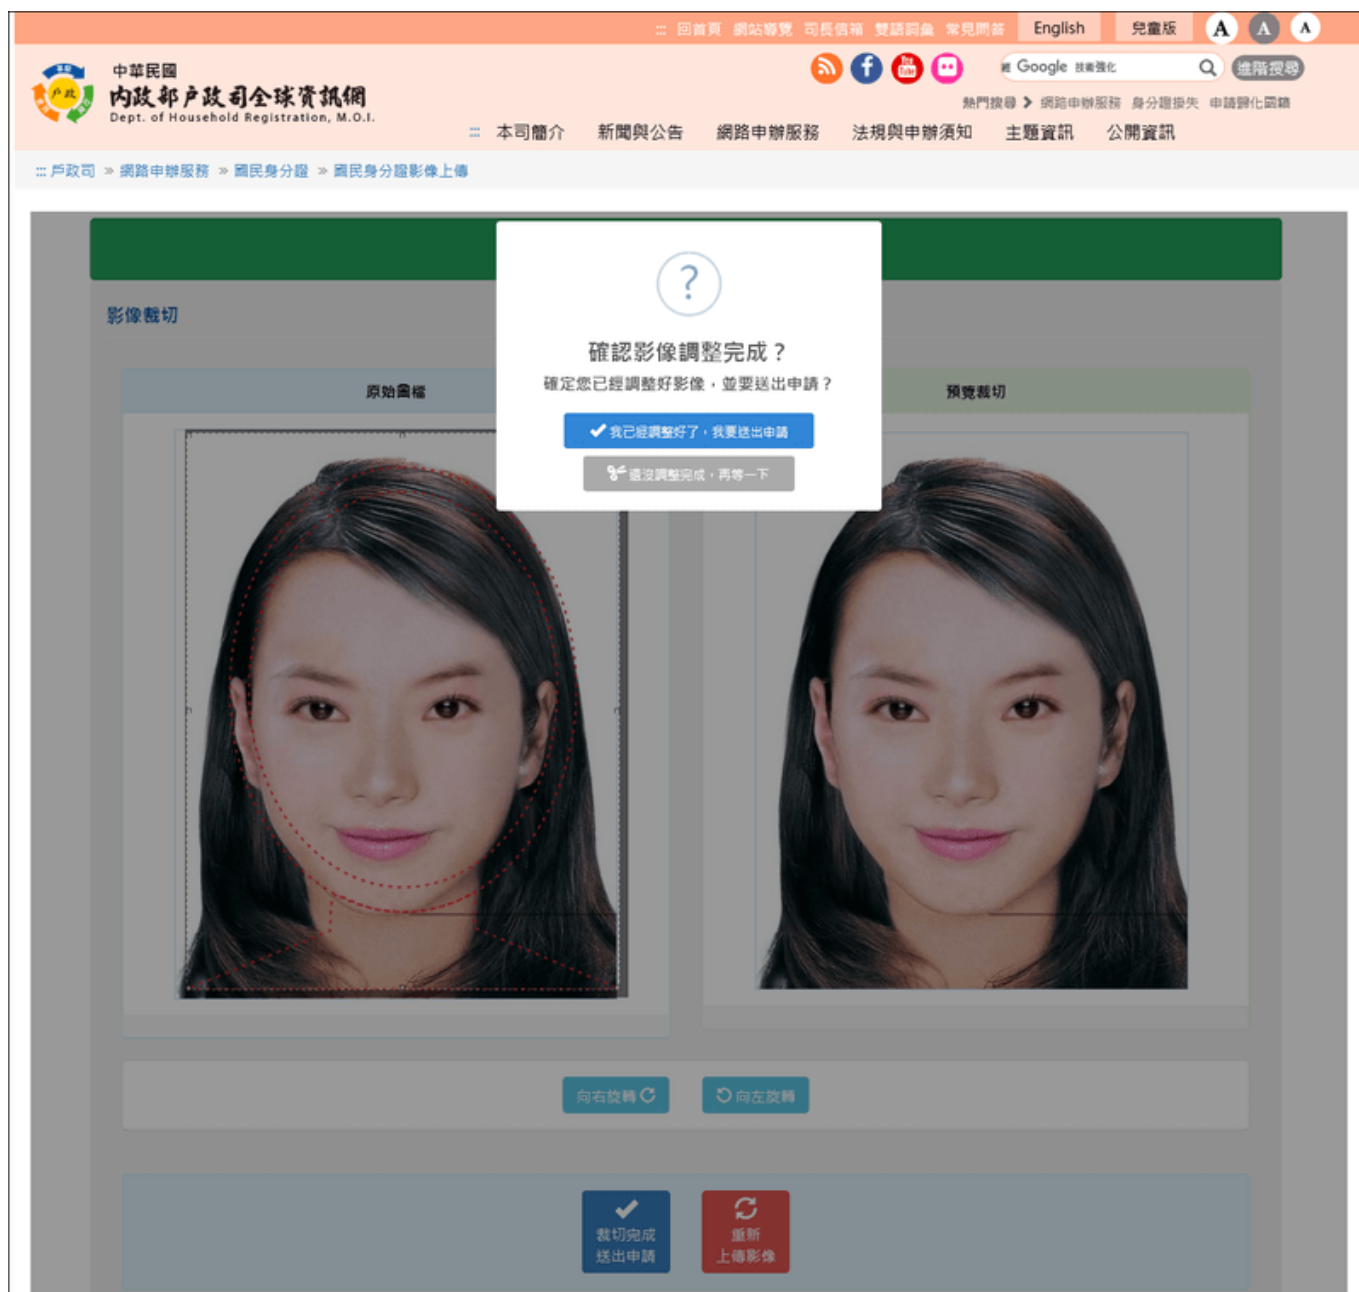 ::: 回首頁 網站導覽 司長信箱 雙語詞彙 常見問答 English 兒童版 A A A
中華民國
內政部戶政司全球資訊網
Dept. of Household Registration, M.O.I.
Google 技術強化 進階搜尋
熱門搜尋 網路申辦服務 身分證掛失 申請歸化國籍
::: 本司簡介 新聞與公告 網路申辦服務 法規與申辦須知 主題資訊 公開資訊
::: 戶政司 » 網路申辦服務 » 國民身分證 » 國民身分證影像上傳
?
確認影像調整完成？
確定您已經調整好影像，並要送出申請？
我已經調整好了，我要送出申請
還沒調整完成，再等一下
影像裁切
原始圖檔
預覽裁切
向右旋轉
向左旋轉
裁切完成
送出申請
重新
上傳影像